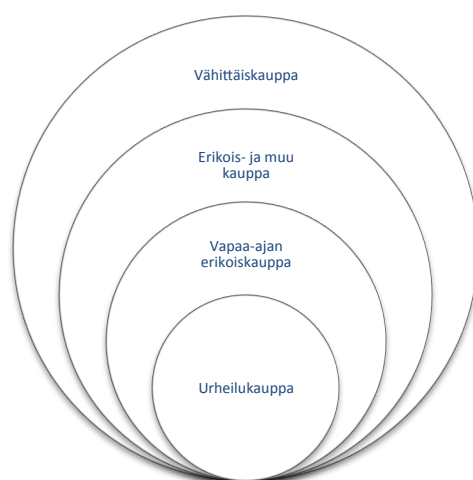 Vähittäiskauppa
Erikois- ja muu
kauppa
Vapaa-ajan
erikoiskauppa
Urheilukauppa